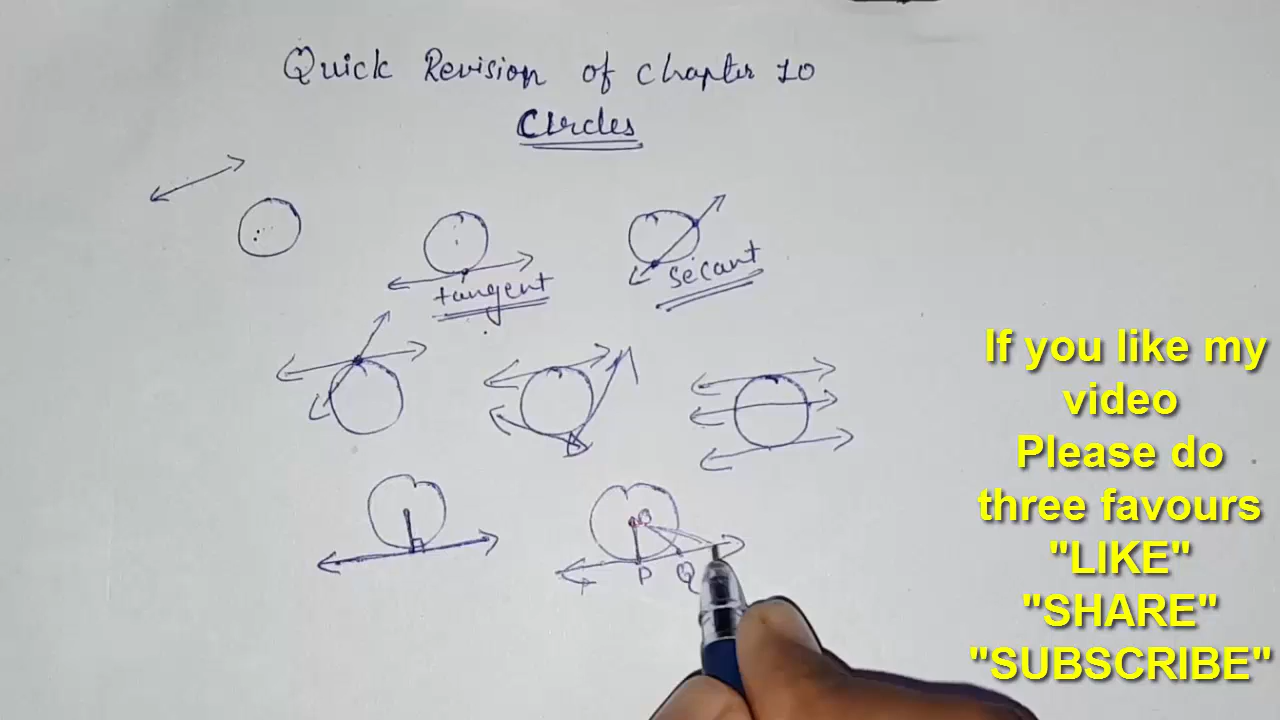 Quick Revision of Chapter 10
Circles
tangent
secant
O
P Q
If you like my
video
Please do
three favours
"LIKE"
"SHARE"
"SUBSCRIBE"